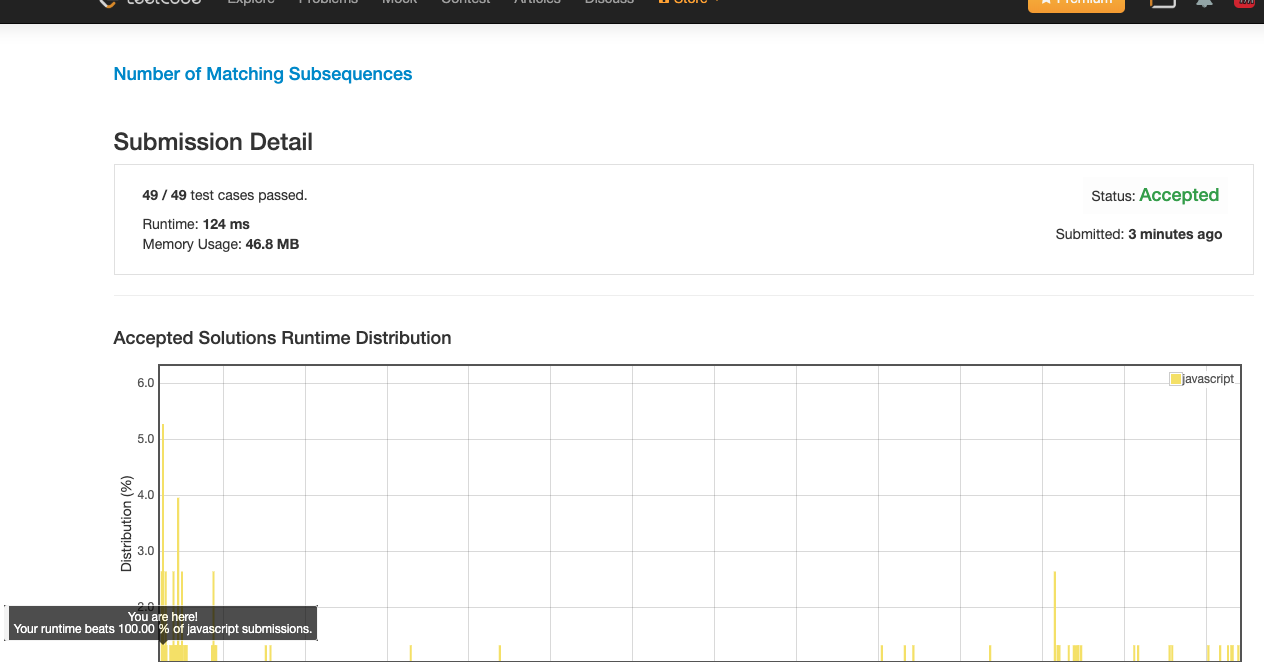 leetcode Explore Problems Mock Contest Articles Discuss Store Premium
Number of Matching Subsequences
Submission Detail
49 / 49 test cases passed.
Status: Accepted
Runtime: 124 ms
Submitted: 3 minutes ago
Memory Usage: 46.8 MB
Accepted Solutions Runtime Distribution
javascript
6.0
5.0
4.0
3.0
2.0
Distribution (%)
You are here!
Your runtime beats 100.00 % of javascript submissions.